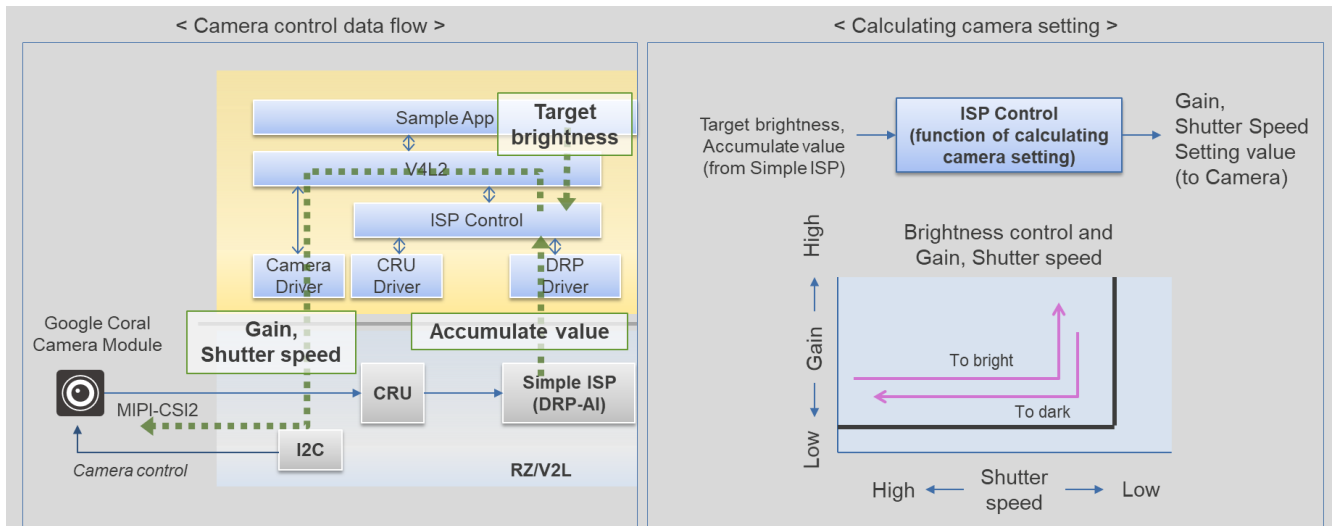 < Camera control data flow >
Sample App
Target
brightness
V4L2
ISP Control
Camera
Driver
CRU
Driver
DRP
Driver
Google Coral
Camera Module
Gain,
Shutter speed
Accumulate value
MIPI-CSI2
CRU
Simple ISP
(DRP-AI)
I2C
Camera control
RZ/V2L
< Calculating camera setting >
Target brightness,
Accumulate value
(from Simple ISP)
ISP Control
(function of calculating
camera setting)
Gain,
Shutter Speed
Setting value
(to Camera)
Brightness control and
Gain, Shutter speed
High
Gain
Low
To bright
To dark
High
Shutter
speed
Low